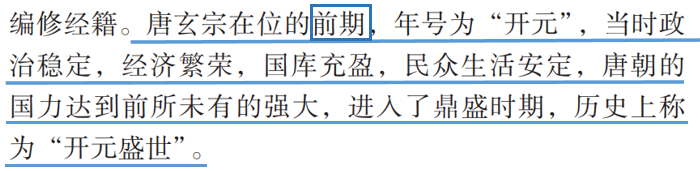 编修经籍。唐玄宗在位的前期，年号为“开元”，当时政
治稳定，经济繁荣，国库充盈，民众生活安定，唐朝的
国力达到前所未有的强大，进入了鼎盛时期，历史上称
为“开元盛世”。